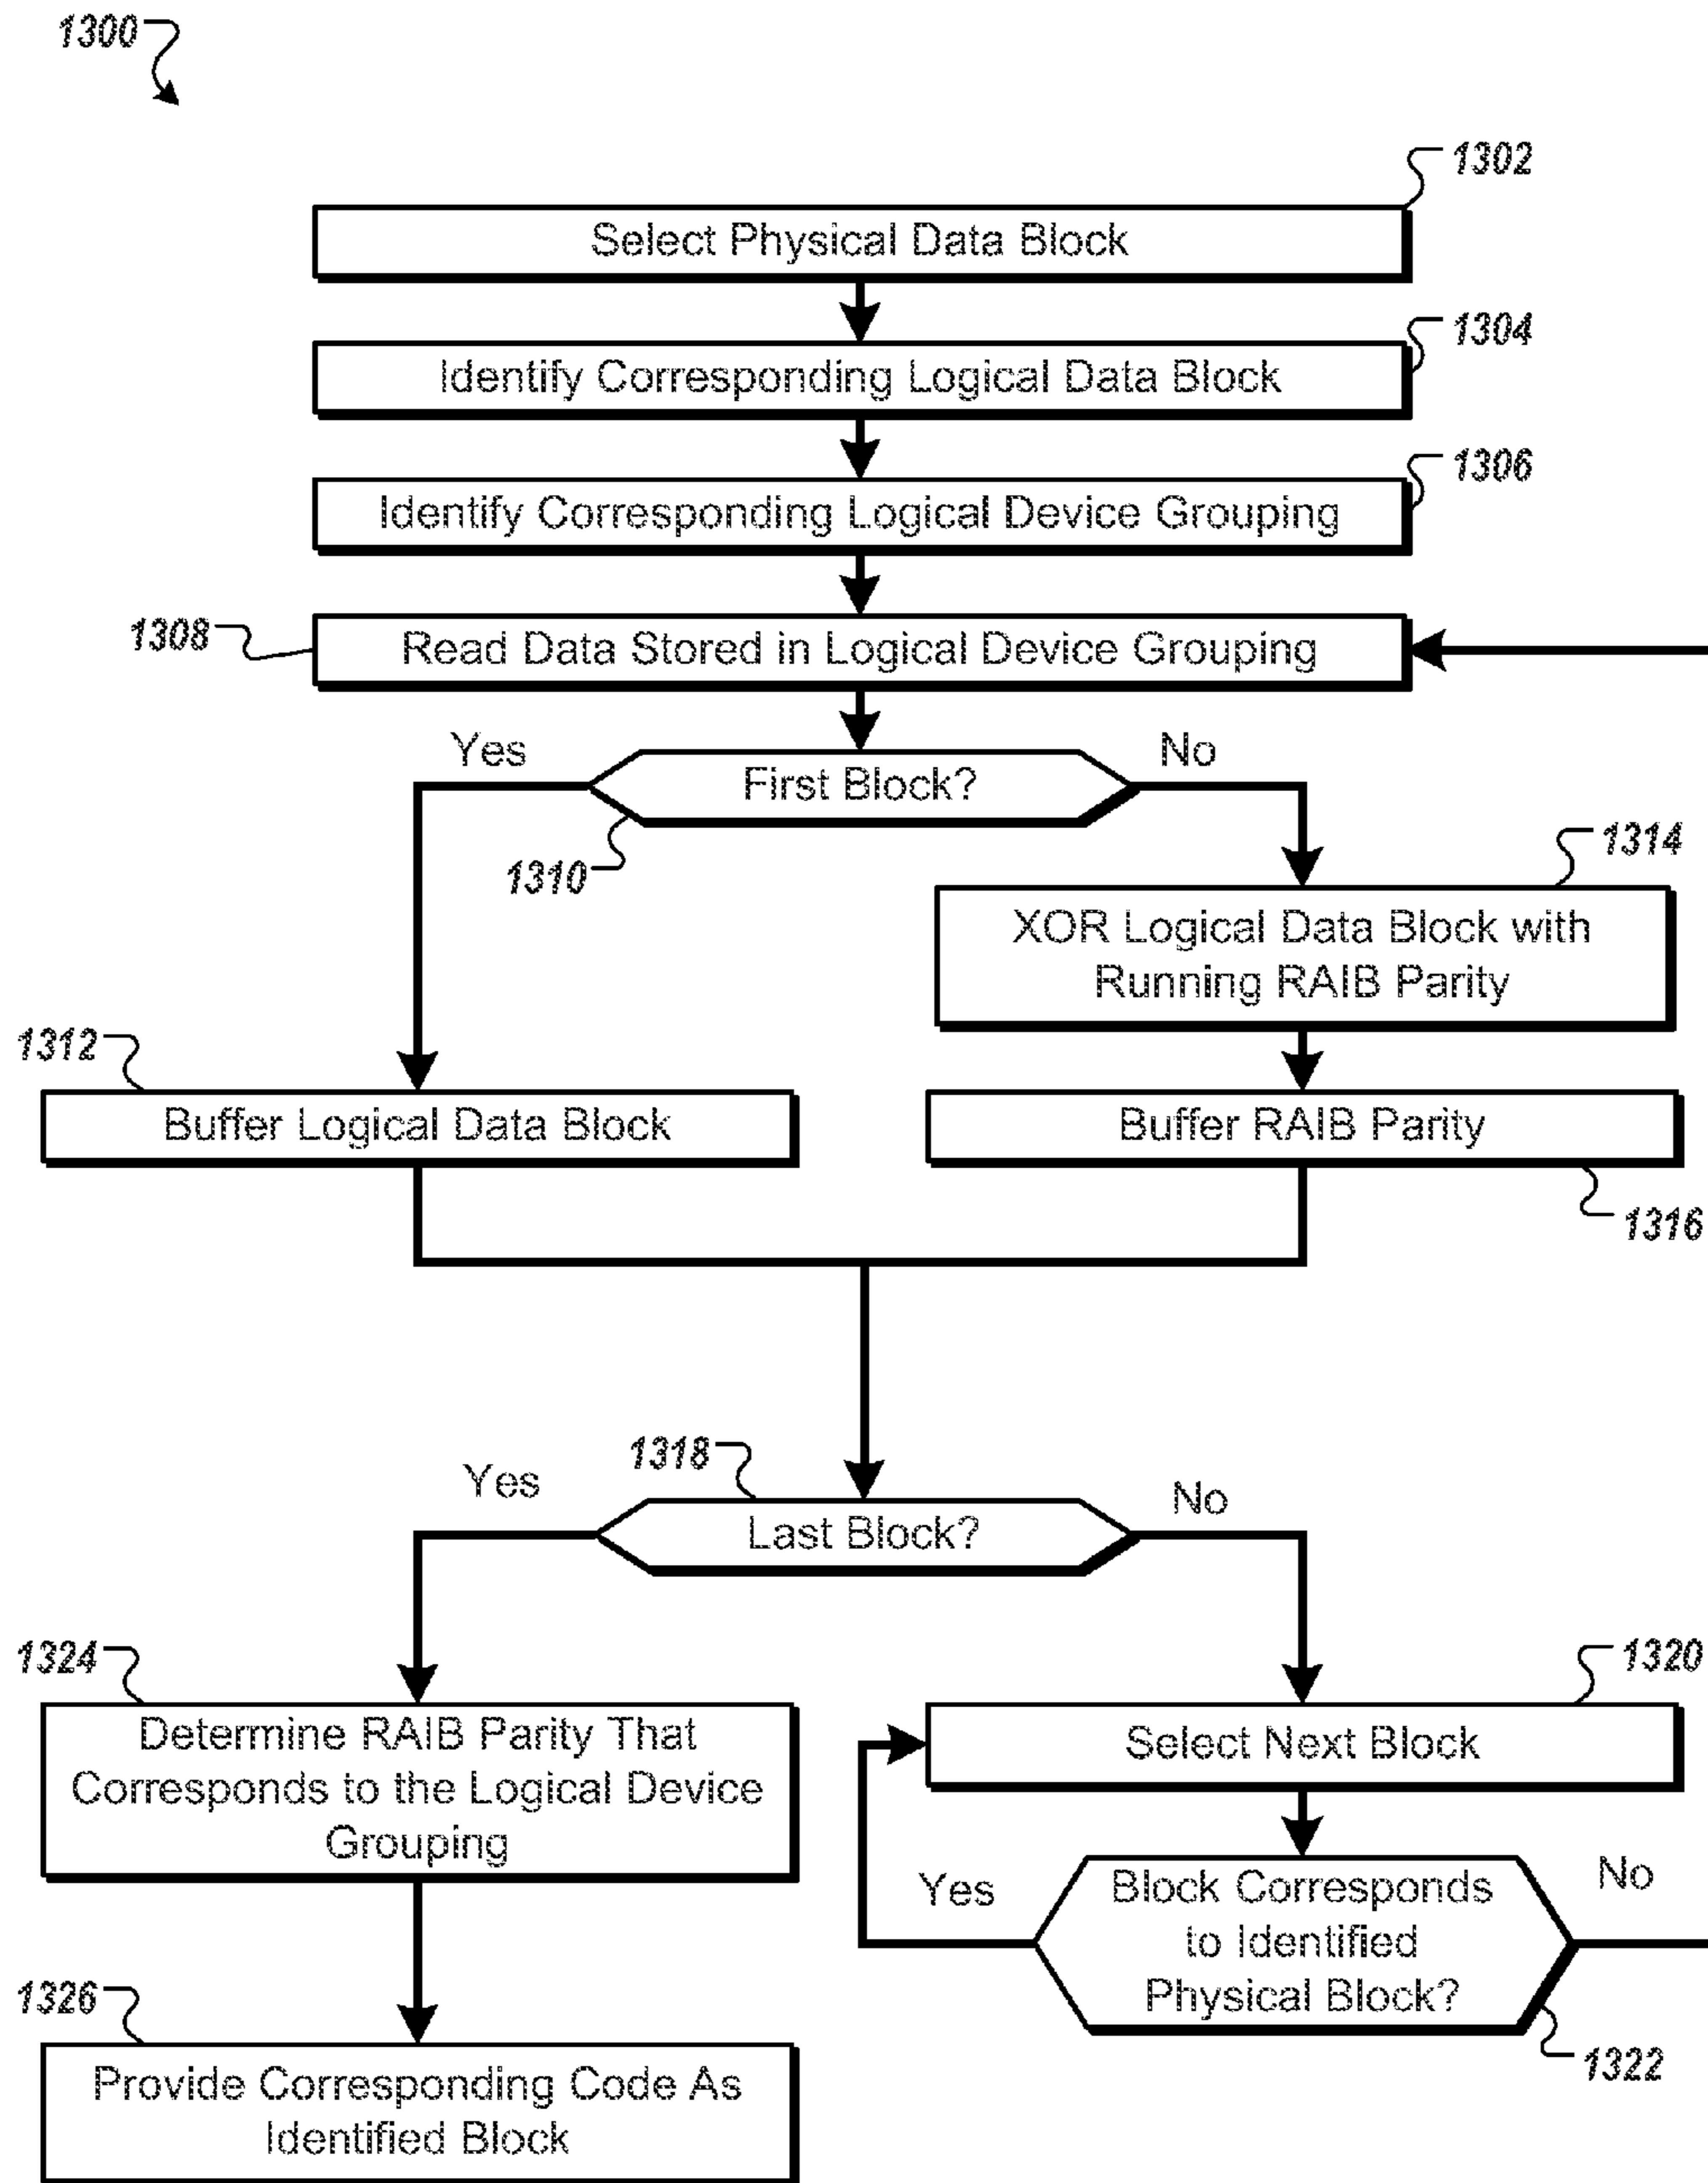 1300
1302
Select Physical Data Block
1304
Identify Corresponding Logical Data Block
1306
Identify Corresponding Logical Device Grouping
1308
Read Data Stored in Logical Device Grouping
Yes
No
First Block?
1310
1314
XOR Logical Data Block with
Running RAIB Parity
1312
Buffer Logical Data Block
Buffer RAIB Parity
1316
1318
Yes
No
Last Block?
1324
1320
Determine RAIB Parity That
Corresponds to the Logical Device
Grouping
Select Next Block
Yes
No
Block Corresponds
to Identified
Physical Block?
1322
1326
Provide Corresponding Code As
Identified Block